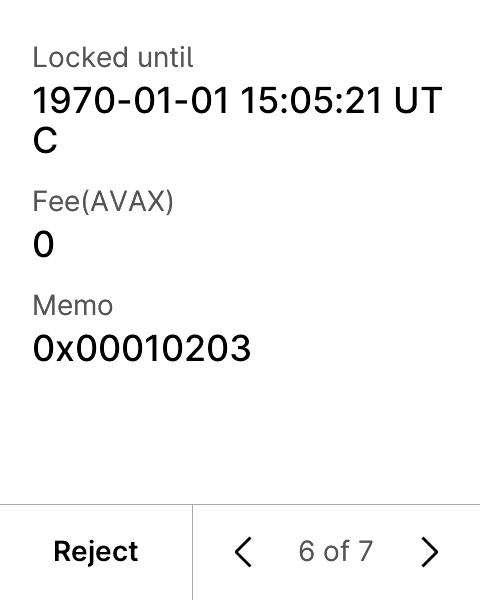 Locked until
1970-01-01 15:05:21 UT
C
Fee(AVAX)
0
Memo
0x00010203
Reject
6 of 7